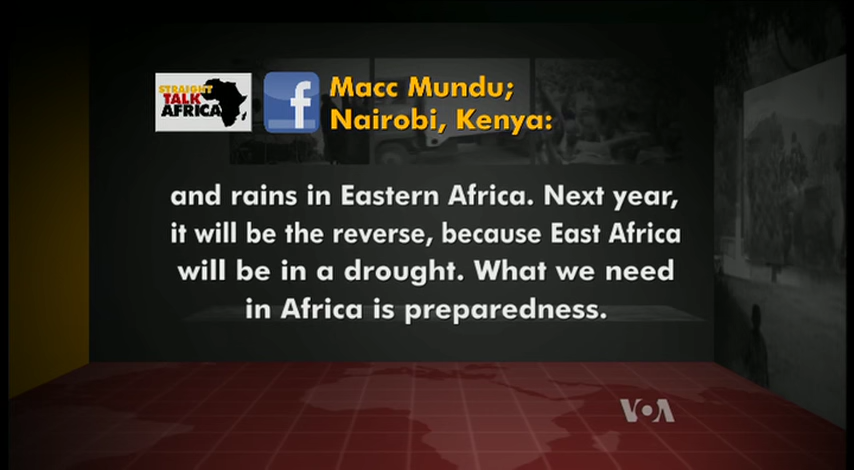 STRAIGHT
TALK
AFRICA
f
Macc Mundu;
Nairobi, Kenya:
and rains in Eastern Africa. Next year,
it will be the reverse, because East Africa
will be in a drought. What we need
in Africa is preparedness.
VOA